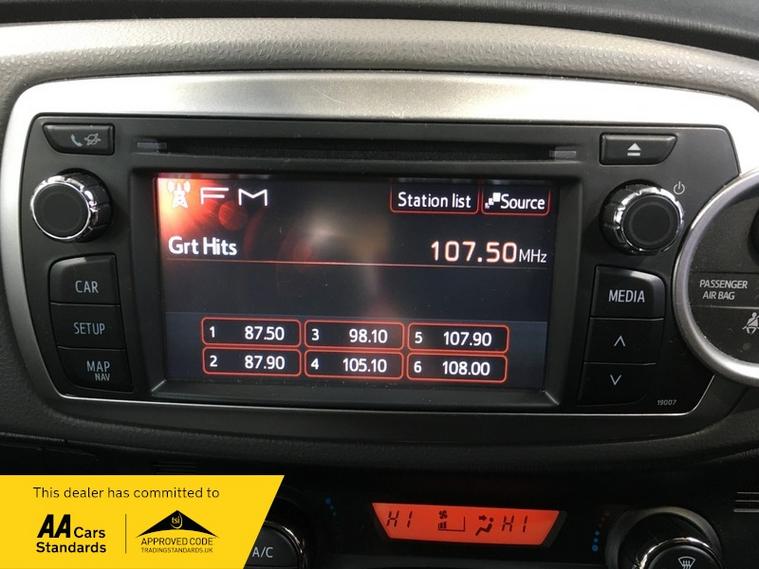 FM
Station list
Source
Grt Hits
107.50MHz
1 87.50
3 98.10
5 107.90
2 87.90
4 105.10
6 108.00
CAR
SETUP
MAP
NAV
MEDIA
19007
PASSENGER
AIR BAG
HI HI
A/C
This dealer has committed to
AA Cars
Standards
tsi
APPROVED CODE
TRADINGSTANDARDS.UK